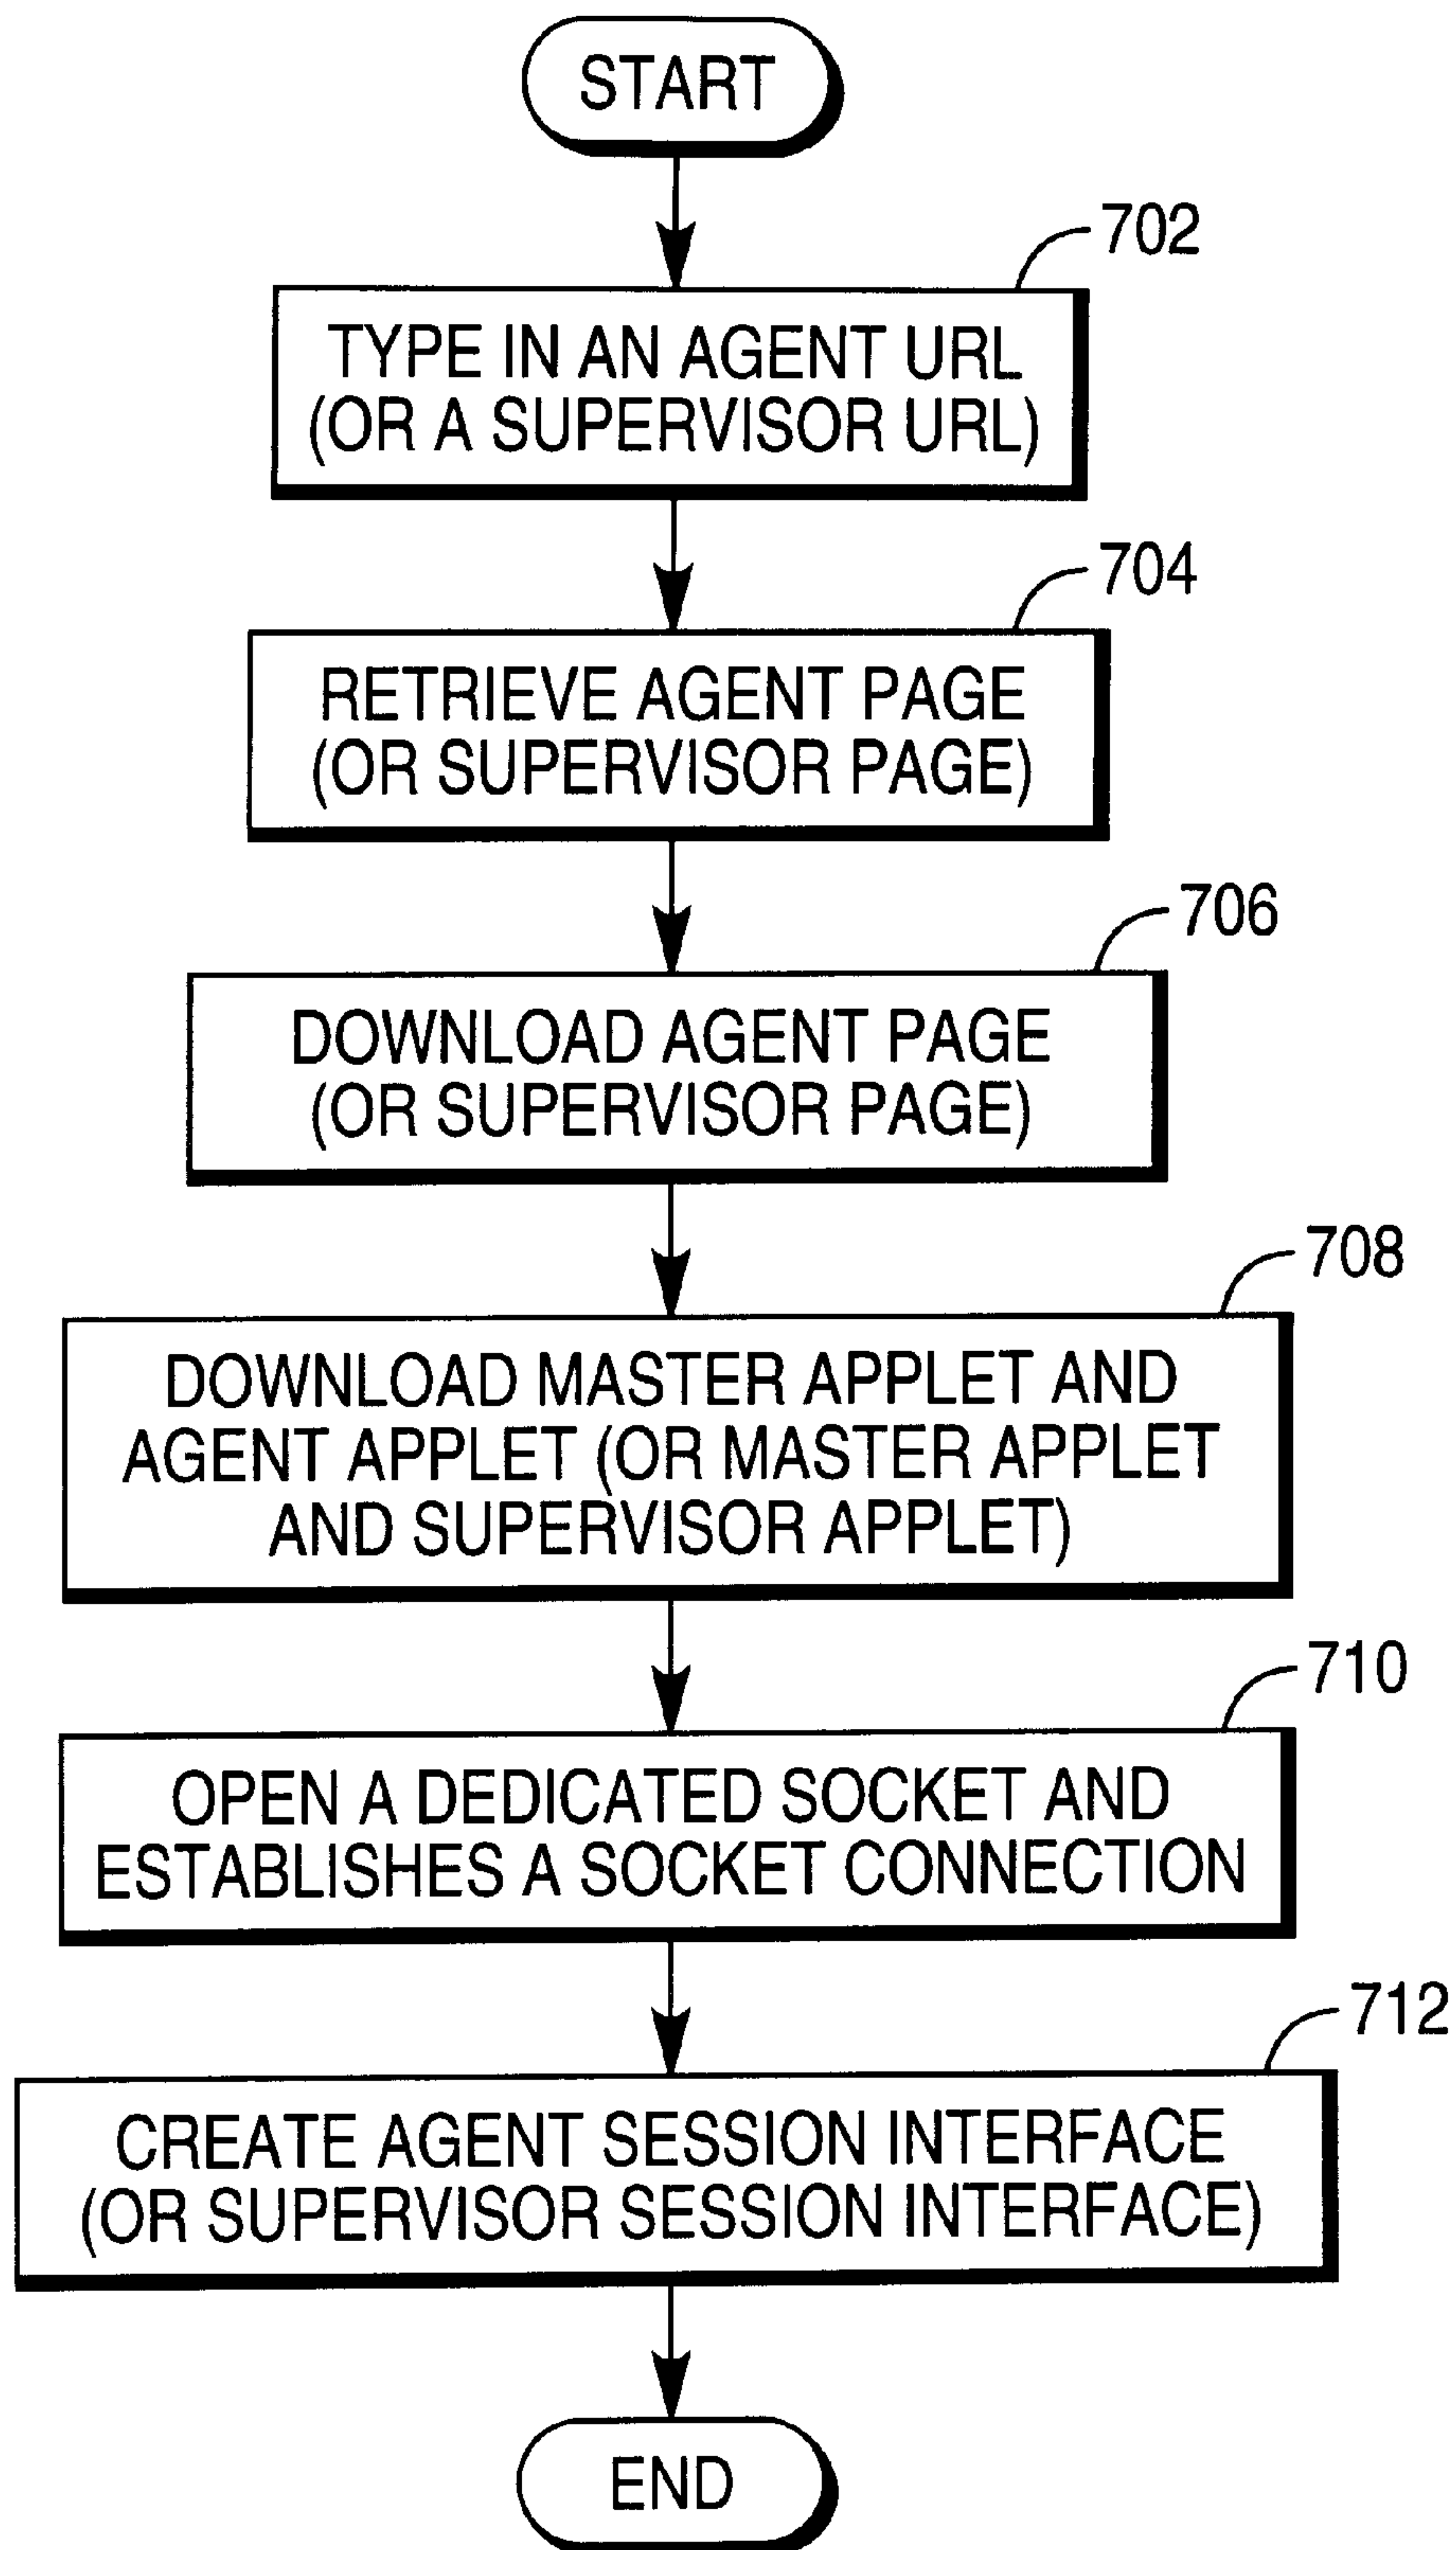 START
702
TYPE IN AN AGENT URL
(OR A SUPERVISOR URL)
704
RETRIEVE AGENT PAGE
(OR SUPERVISOR PAGE)
706
DOWNLOAD AGENT PAGE
(OR SUPERVISOR PAGE)
708
DOWNLOAD MASTER APPLET AND
AGENT APPLET (OR MASTER APPLET
AND SUPERVISOR APPLET)
710
OPEN A DEDICATED SOCKET AND
ESTABLISHES A SOCKET CONNECTION
712
CREATE AGENT SESSION INTERFACE
(OR SUPERVISOR SESSION INTERFACE)
END